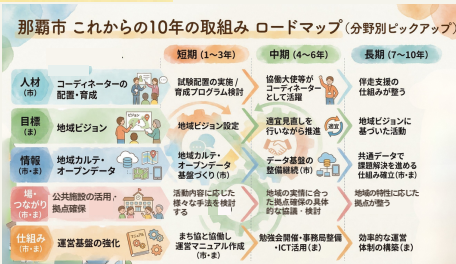 那覇市 これからの10年の取組み ロードマップ(分野別ピックアップ)
短期(1〜3年)
中期(4〜6年)
長期(7〜10年)
人材
(市)
コーディネーターの
配置・育成
試験配置の実施/
育成プログラム検討
協働大使等が
コーディネーター
として活躍
伴走支援の
仕組みが整う
目標
(ま)
地域ビジョン
ビジョン
地域ビジョン設定
適宜見直しを
行いながら推進
適宜
地域ビジョンに
基づいた活動
情報
(市・ま)
地域カルテ・
オープンデータ
地域カルテ・
オープンデータ
基盤づくり(市)
データ基盤の
整備継続(市)
共通データで
課題解決を進める
仕組み確立(市・ま)
場・
つながり
(市・ま)
公共施設の活用・
拠点確保
活動内容に応じた
様々な手法を検討
する
地域の実情に合っ
た拠点確保の具体
的な協議・検討
地域の特性に応じた
拠点が整う
仕組み
(市・ま)
運営基盤の強化
まち協と協働し
運営マニュアル作成
(市・ま)
勉強会開催・事務局整備
・ICT活用(ま)
効率的な運営
体制の構築(ま)